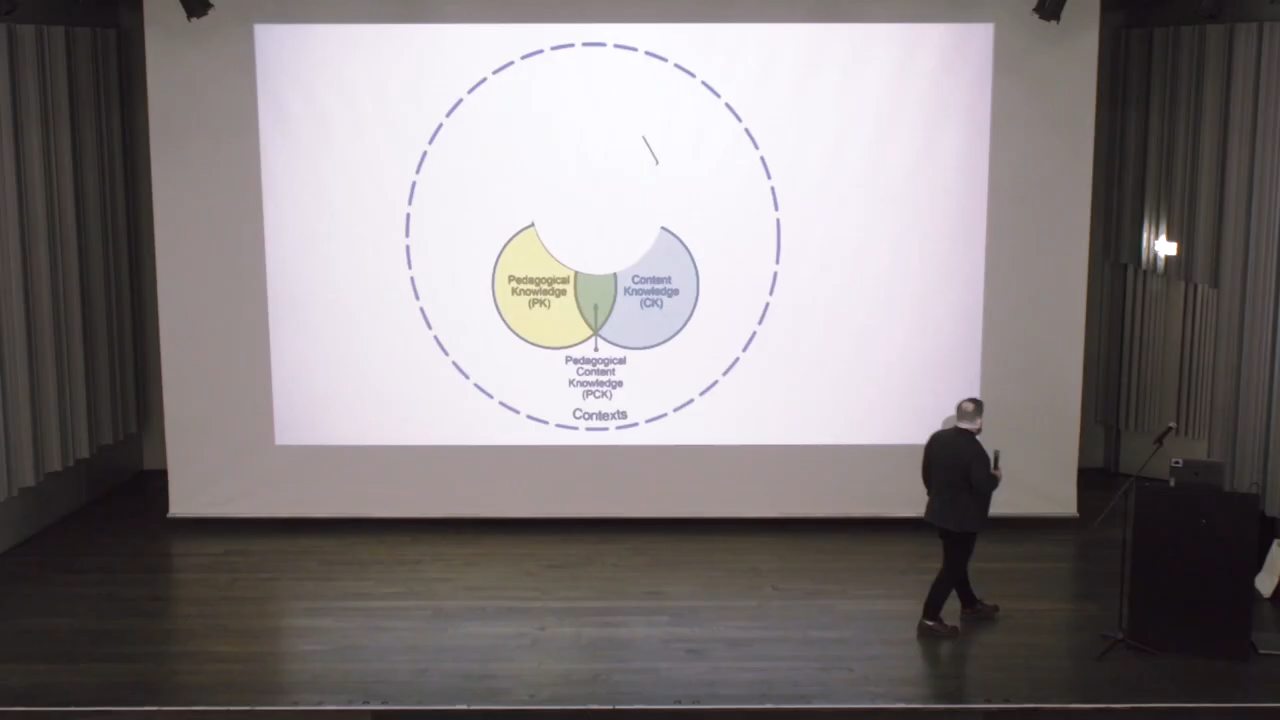 Pedagogical
Knowledge
(PK)
Content
Knowledge
(CK)
Pedagogical
Content
Knowledge
(PCK)
Contexts